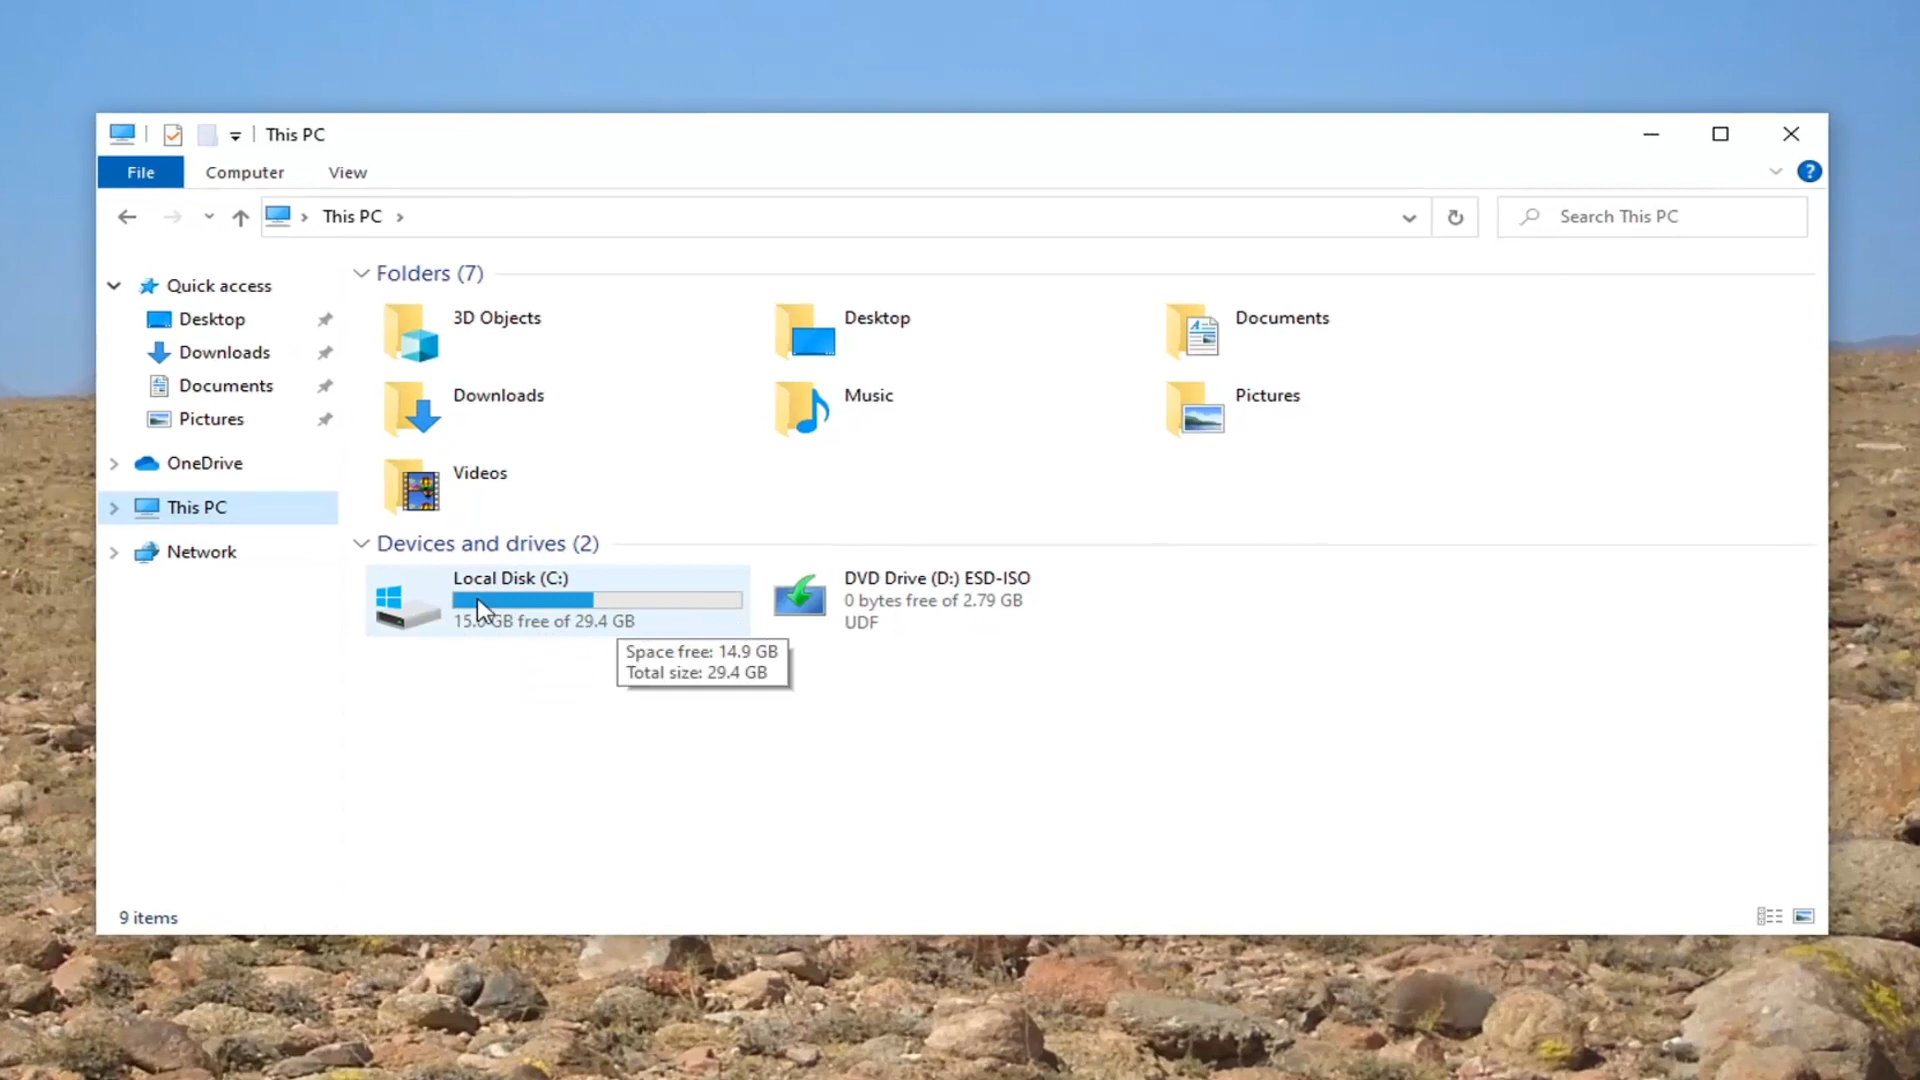 This PC
File Computer View
This PC
Search This PC
Quick access
Desktop
Downloads
Documents
Pictures
OneDrive
This PC
Network
Folders (7)
3D Objects
Desktop
Documents
Downloads
Music
Pictures
Videos
Devices and drives (2)
Local Disk (C:)
GB free of 29.4 GB
DVD Drive (D:) ESD-ISO
0 bytes free of 2.79 GB
UDF
Space free: 14.9 GB
Total size: 29.4 GB
9 items